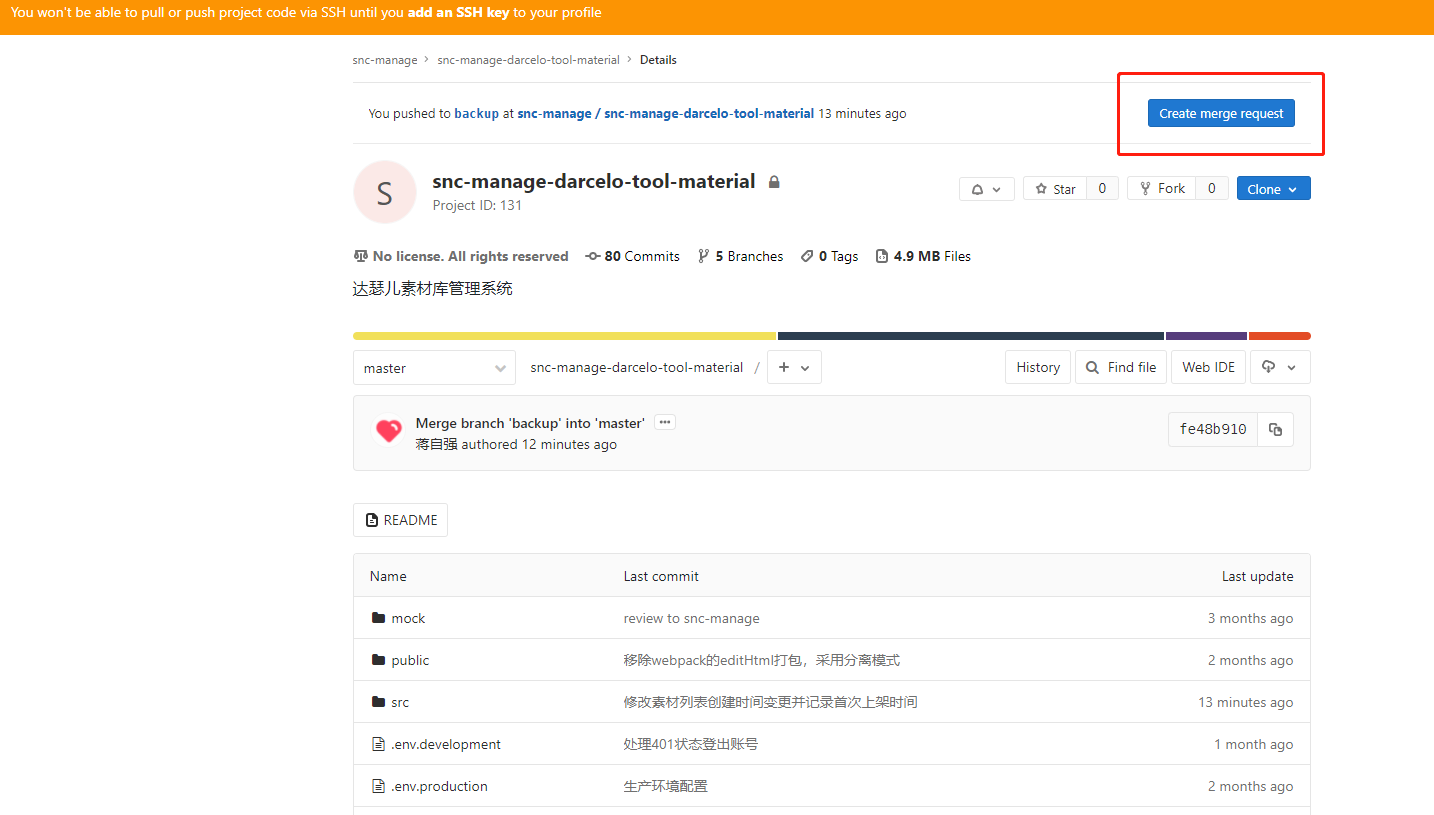 You won't be able to pull or push project code via SSH until you add an SSH key to your profile
snc-manage > snc-manage-darcelo-tool-material > Details
You pushed to backup at snc-manage / snc-manage-darcelo-tool-material 13 minutes ago
Create merge request
S
snc-manage-darcelo-tool-material
Project ID: 131
Star 0
Fork 0
Clone
No license. All rights reserved
80 Commits
5 Branches
0 Tags
4.9 MB Files
达瑟儿素材库管理系统
master
snc-manage-darcelo-tool-material /
+
History
Find file
Web IDE
Merge branch 'backup' into 'master'
蒋自强 authored 12 minutes ago
fe48b910
README
Name Last commit Last update
mock review to snc-manage 3 months ago
public 移除webpack的editHtml打包，采用分离模式 2 months ago
src 修改素材列表创建时间变更并记录首次上架时间 13 minutes ago
.env.development 处理401状态登出账号 1 month ago
.env.production 生产环境配置 2 months ago